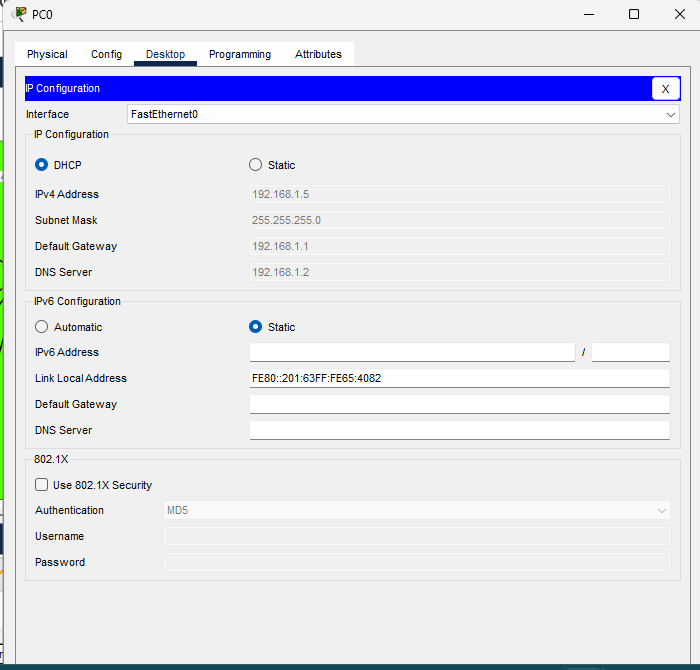 PC0
Physical Config Desktop Programming Attributes
IP Configuration X
Interface FastEthernet0
IP Configuration
DHCP Static
IPv4 Address 192.168.1.5
Subnet Mask 255.255.255.0
Default Gateway 192.168.1.1
DNS Server 192.168.1.2
IPv6 Configuration
Automatic Static
IPv6 Address /
Link Local Address FE80::201:63FF:FE65:4082
Default Gateway
DNS Server
802.1X
Use 802.1X Security
Authentication MD5
Username
Password